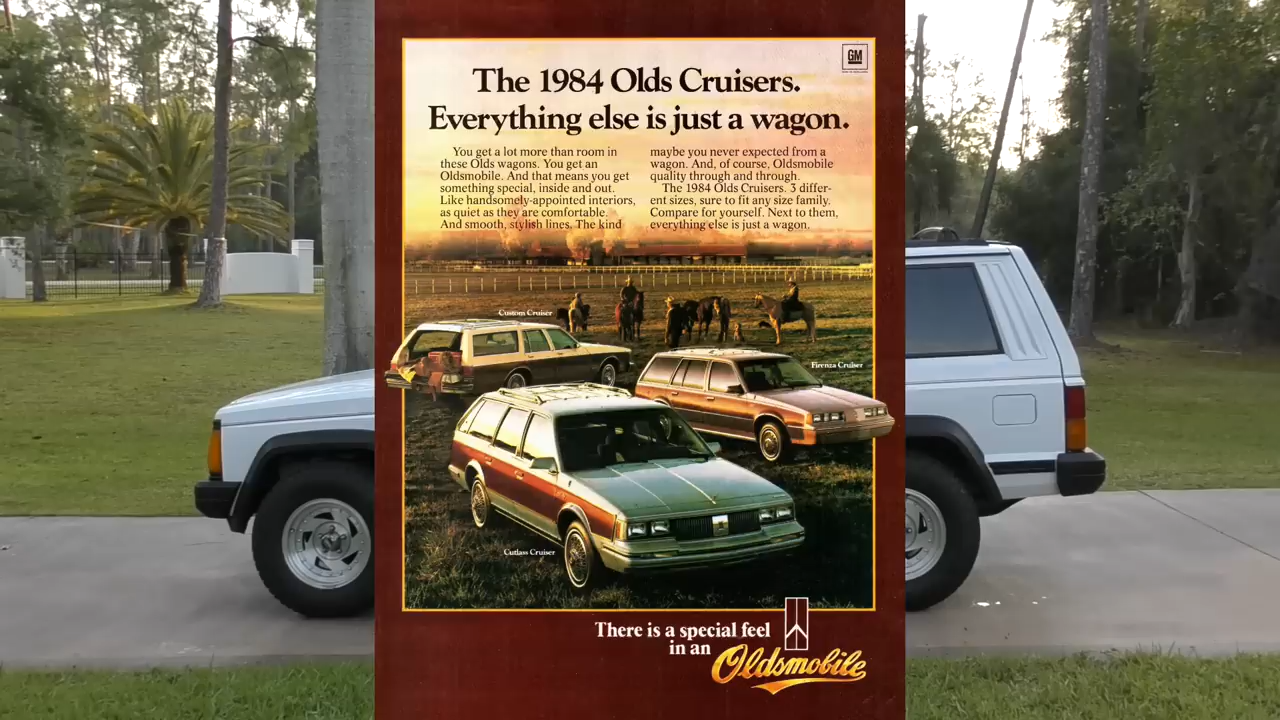 GM
The 1984 Olds Cruisers.
Everything else is just a wagon.
You get a lot more than room in
these Olds wagons. You get an
Oldsmobile. And that means you get
something special, inside and out.
Like handsomely-appointed interiors,
as quiet as they are comfortable.
And smooth, stylish lines. The kind
maybe you never expected from a
wagon. And, of course, Oldsmobile
quality through and through.
The 1984 Olds Cruisers. 3 differ-
ent sizes, sure to fit any size family.
Compare for yourself. Next to them,
everything else is just a wagon.
Custom Cruiser
Firenza Cruiser
Cutlass Cruiser
There is a special feel
in an
Oldsmobile